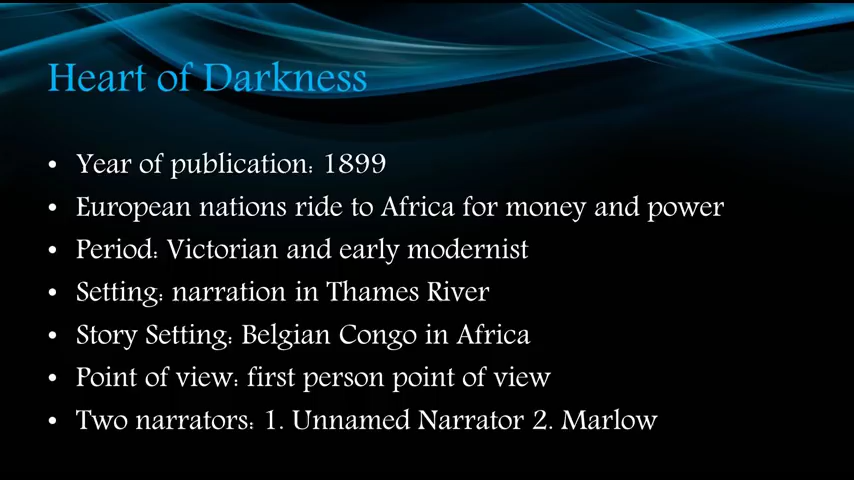 Heart of Darkness
• Year of publication: 1899
• European nations ride to Africa for money and power
• Period: Victorian and early modernist
• Setting: narration in Thames River
• Story Setting: Belgian Congo in Africa
• Point of view: first person point of view
• Two narrators: 1. Unnamed Narrator 2. Marlow